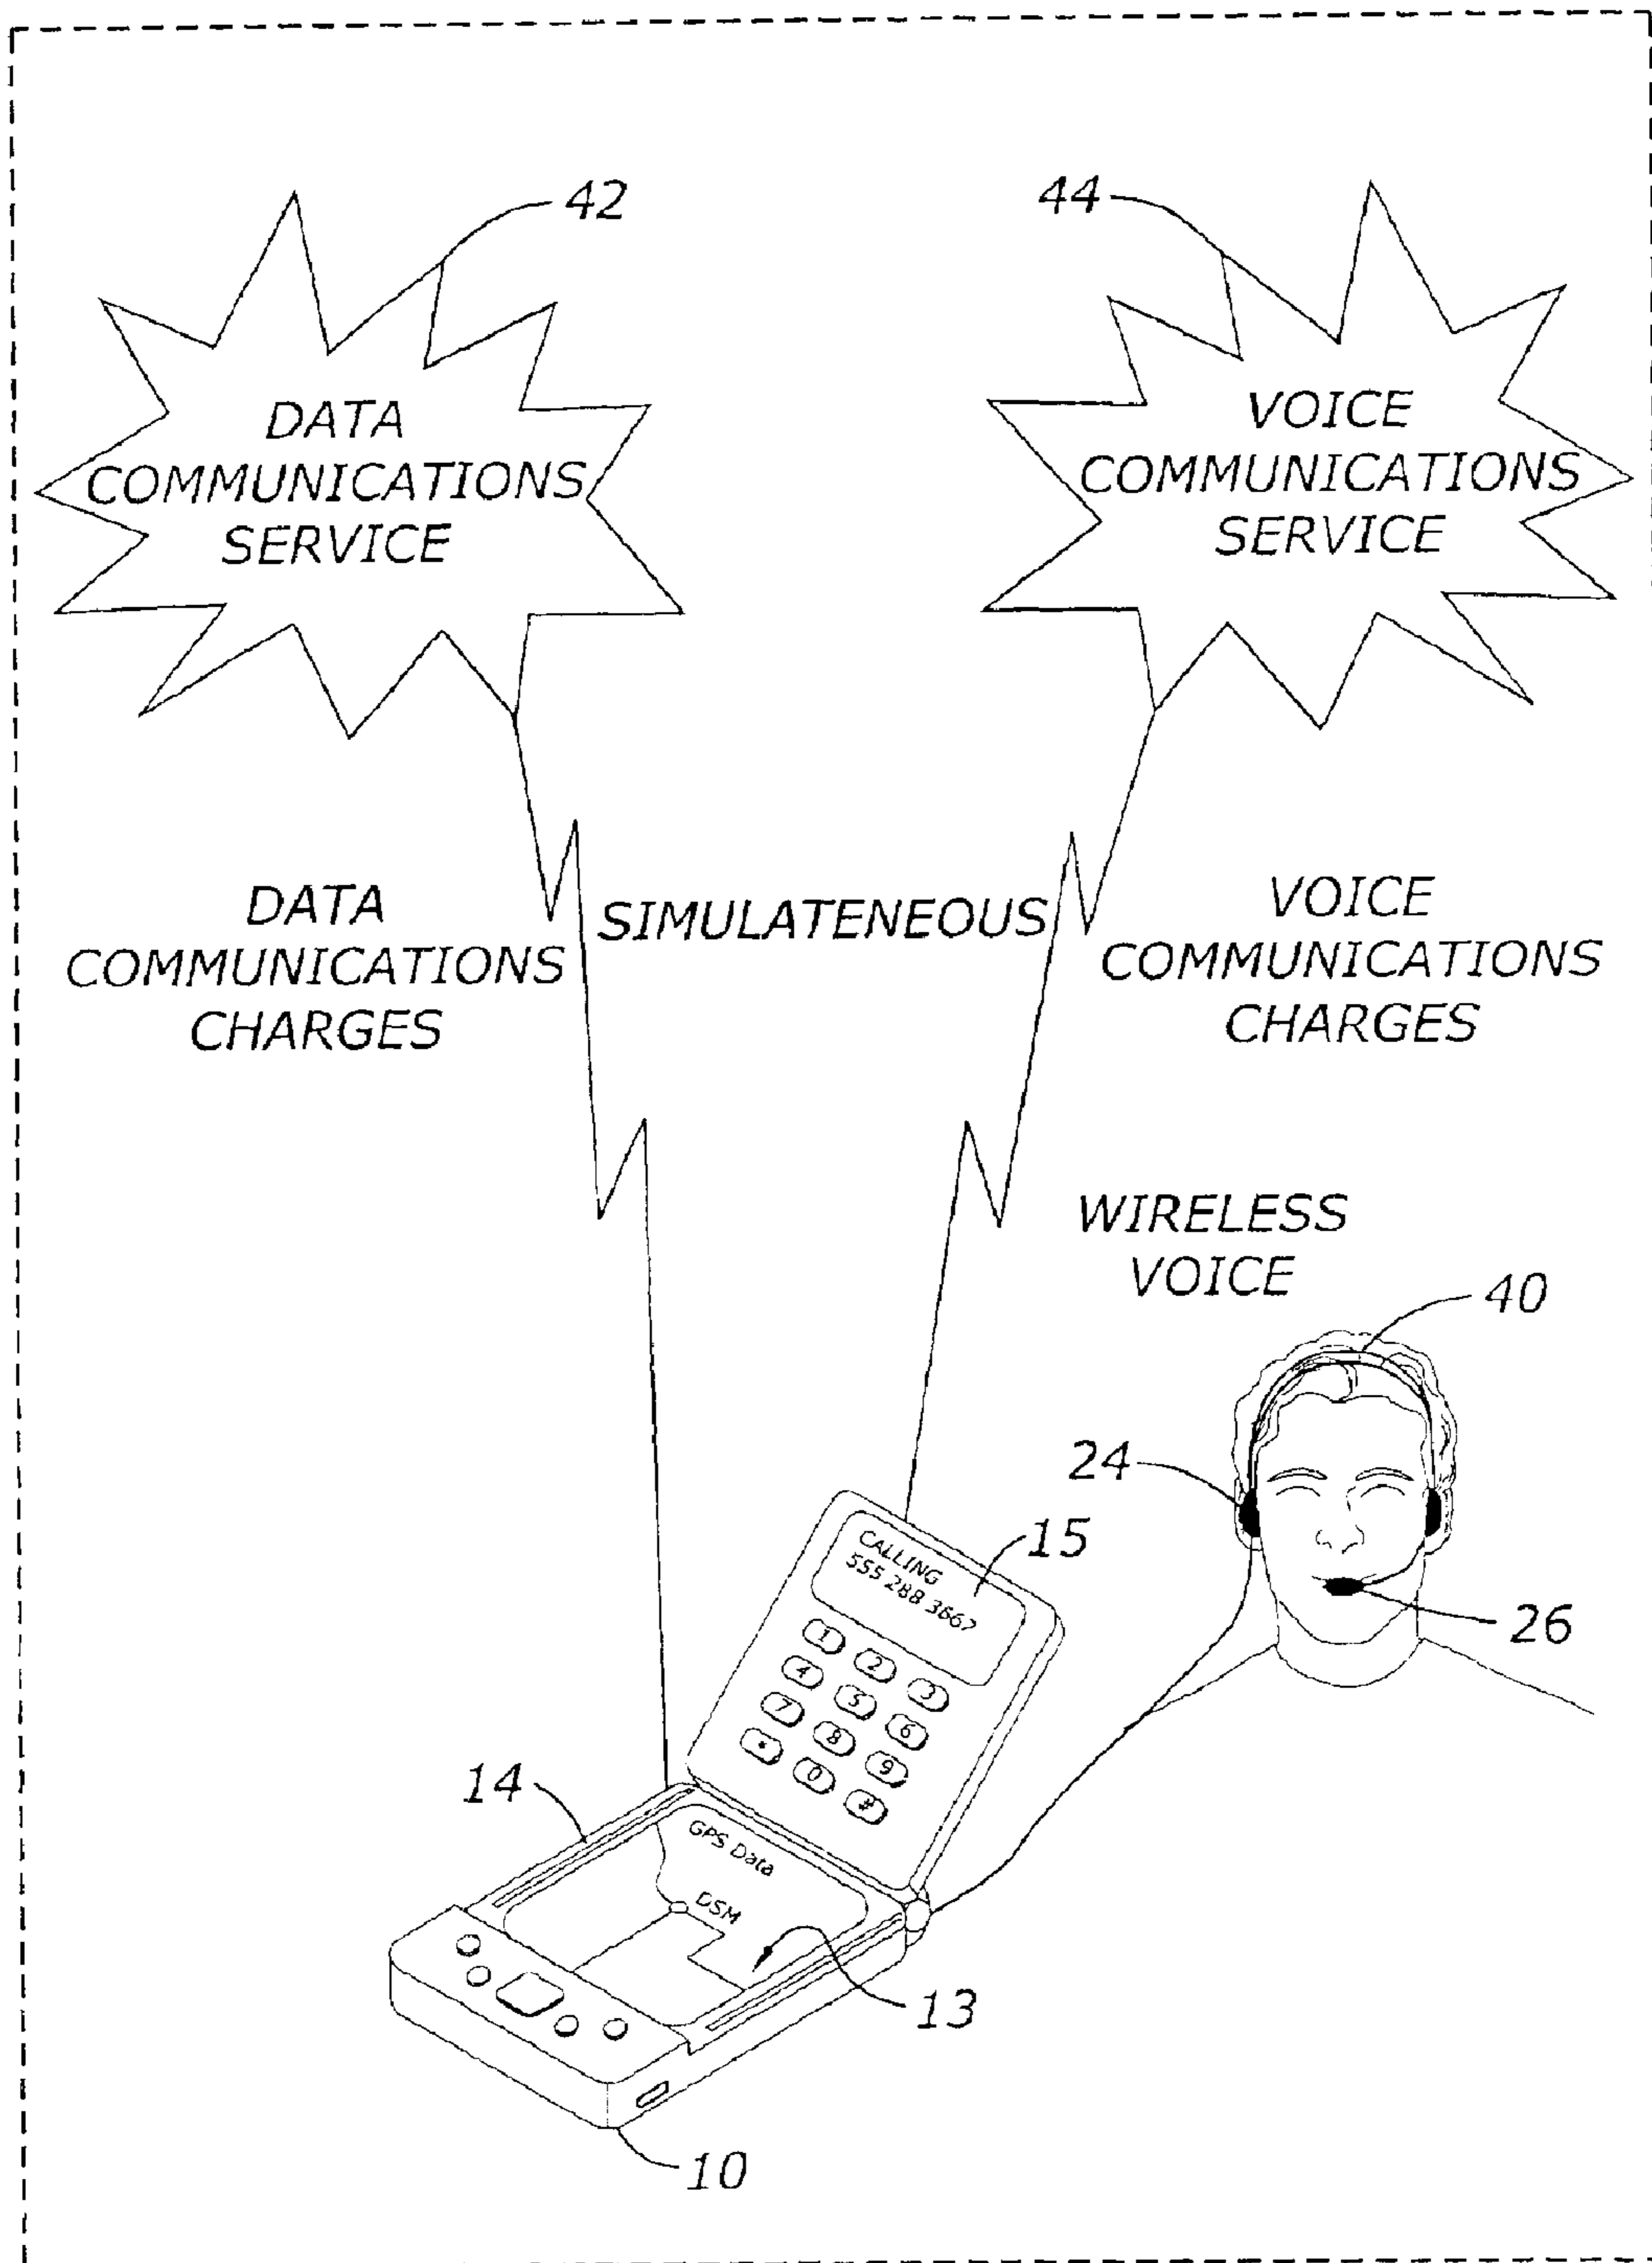 42
44
DATA
COMMUNICATIONS
SERVICE
VOICE
COMMUNICATIONS
SERVICE
DATA
COMMUNICATIONS
CHARGES
SIMULATENEOUS
VOICE
COMMUNICATIONS
CHARGES
WIRELESS
VOICE
40
24
15
26
CALLING
555 288 3667
1 2 3
4 5 6
7 8 9
* 0 #
14
GPS Data
DSM
13
10